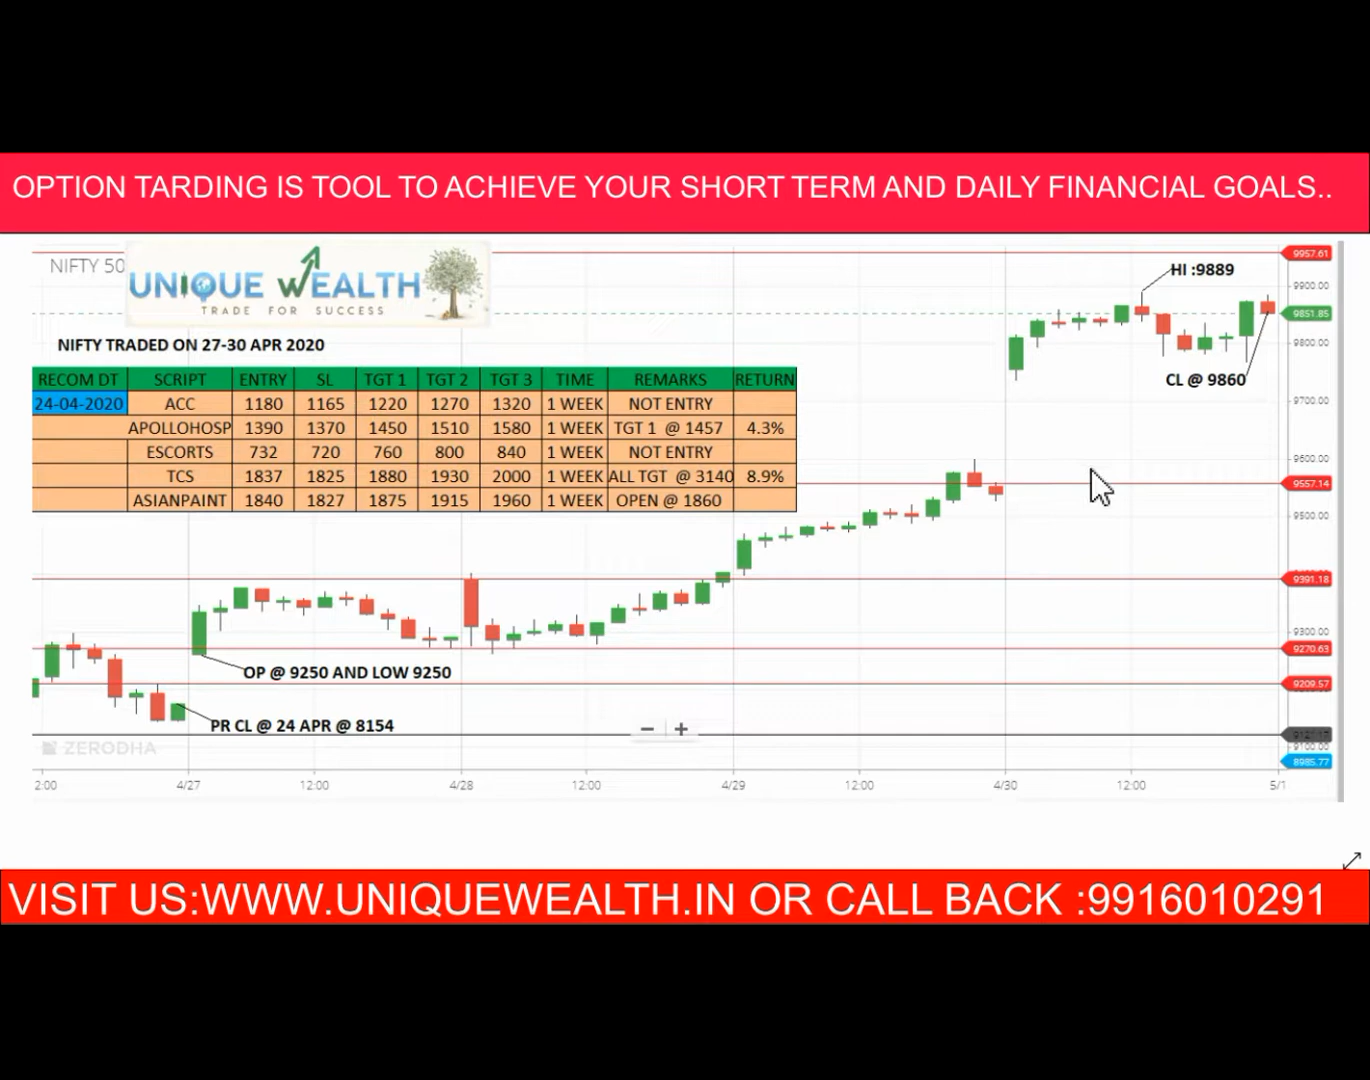 OPTION TARDING IS TOOL TO ACHIEVE YOUR SHORT TERM AND DAILY FINANCIAL GOALS..
NIFTY 50
UNIQUE WEALTH
TRADE FOR SUCCESS
NIFTY TRADED ON 27-30 APR 2020
RECOM DT SCRIPT ENTRY SL TGT 1 TGT 2 TGT 3 TIME REMARKS RETURN
24-04-2020 ACC 1180 1165 1220 1270 1320 1 WEEK NOT ENTRY
APOLLOHOSP 1390 1370 1450 1510 1580 1 WEEK TGT 1 @ 1457 4.3%
ESCORTS 732 720 760 800 840 1 WEEK NOT ENTRY
TCS 1837 1825 1880 1930 2000 1 WEEK ALL TGT @ 3140 8.9%
ASIANPAINT 1840 1827 1875 1915 1960 1 WEEK OPEN @ 1860
HI :9889
CL @ 9860
OP @ 9250 AND LOW 9250
PR CL @ 24 APR @ 8154
9957.61
9900.00
9851.85
9800.00
9700.00
9600.00
9557.14
9500.00
9391.18
9300.00
9270.63
9209.57
9100.00
8985.77
− +
ZERODHA
2:00 4/27 12:00 4/28 12:00 4/29 12:00 4/30 12:00 5/1
VISIT US:WWW.UNIQUEWEALTH.IN OR CALL BACK :9916010291